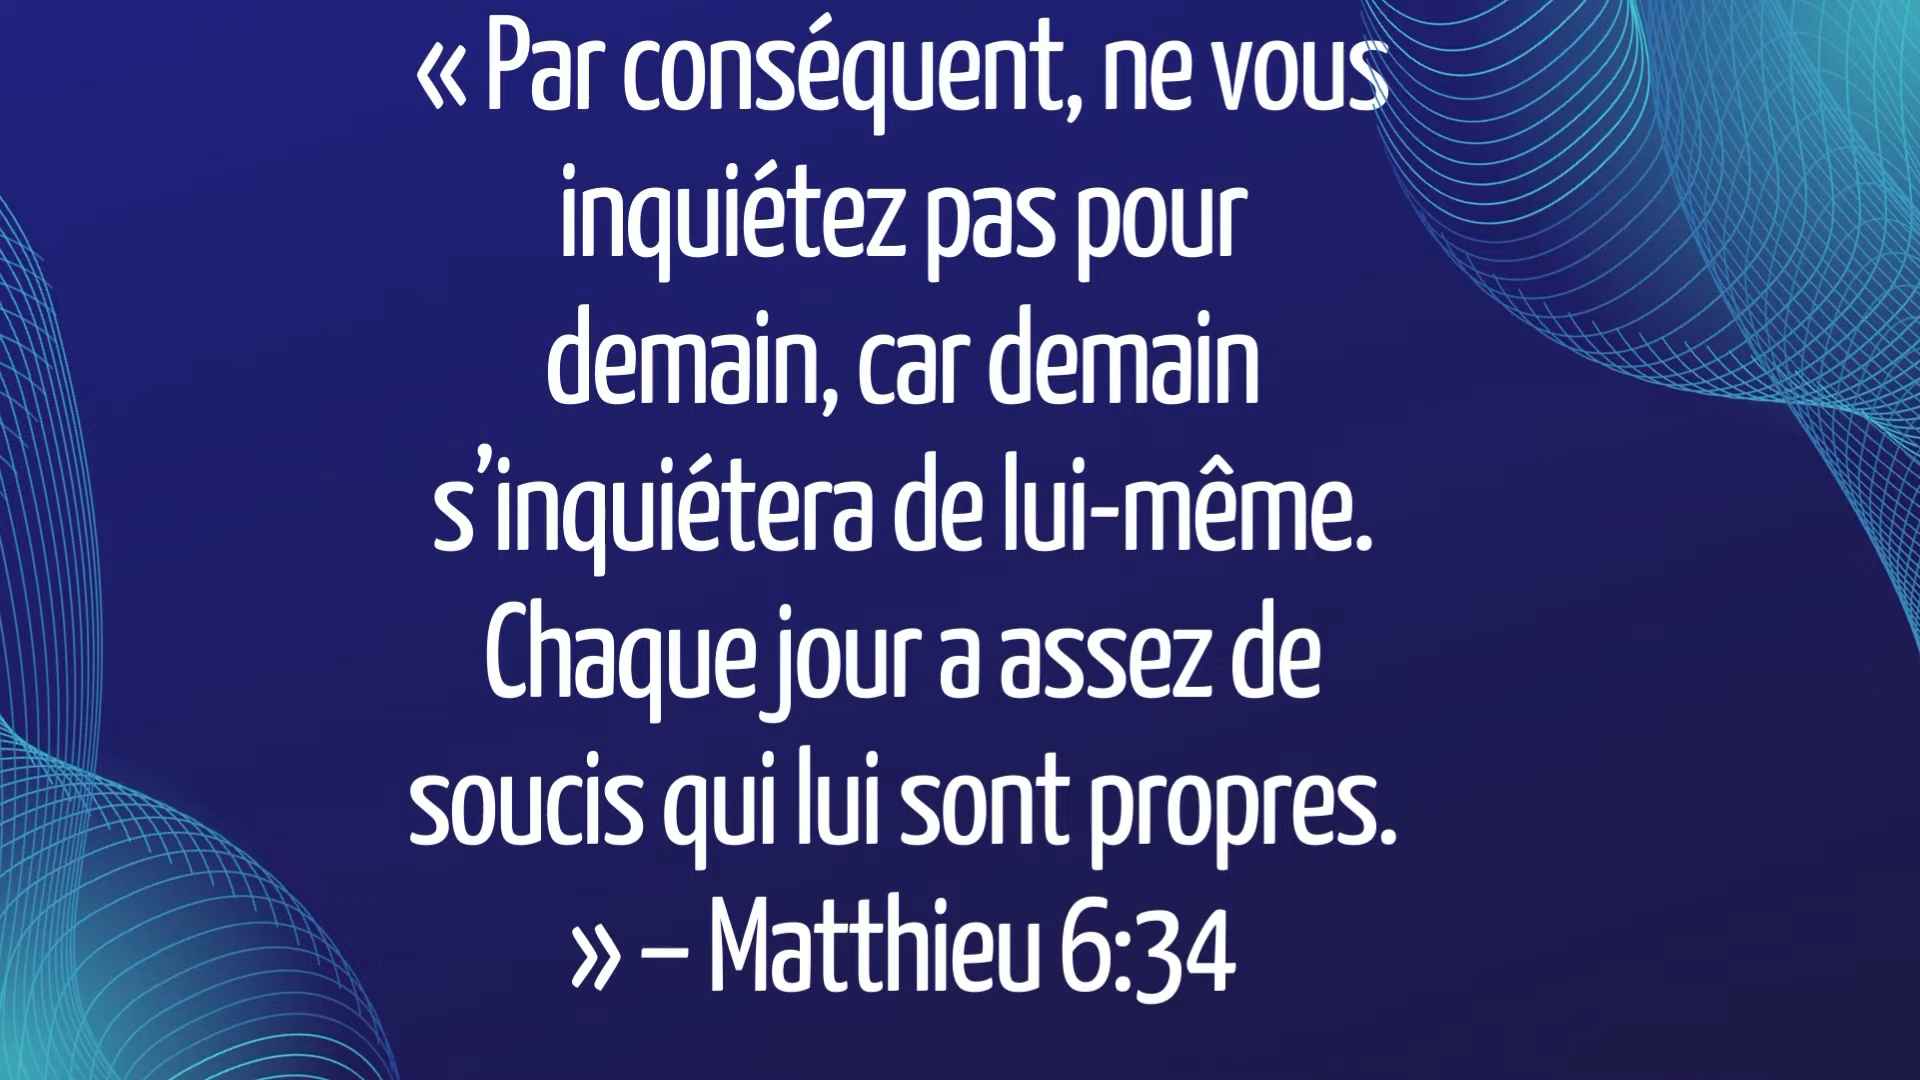 « Par conséquent, ne vous
inquiétez pas pour
demain, car demain
s’inquiétera de lui-même.
Chaque jour a assez de
soucis qui lui sont propres.
» – Matthieu 6:34